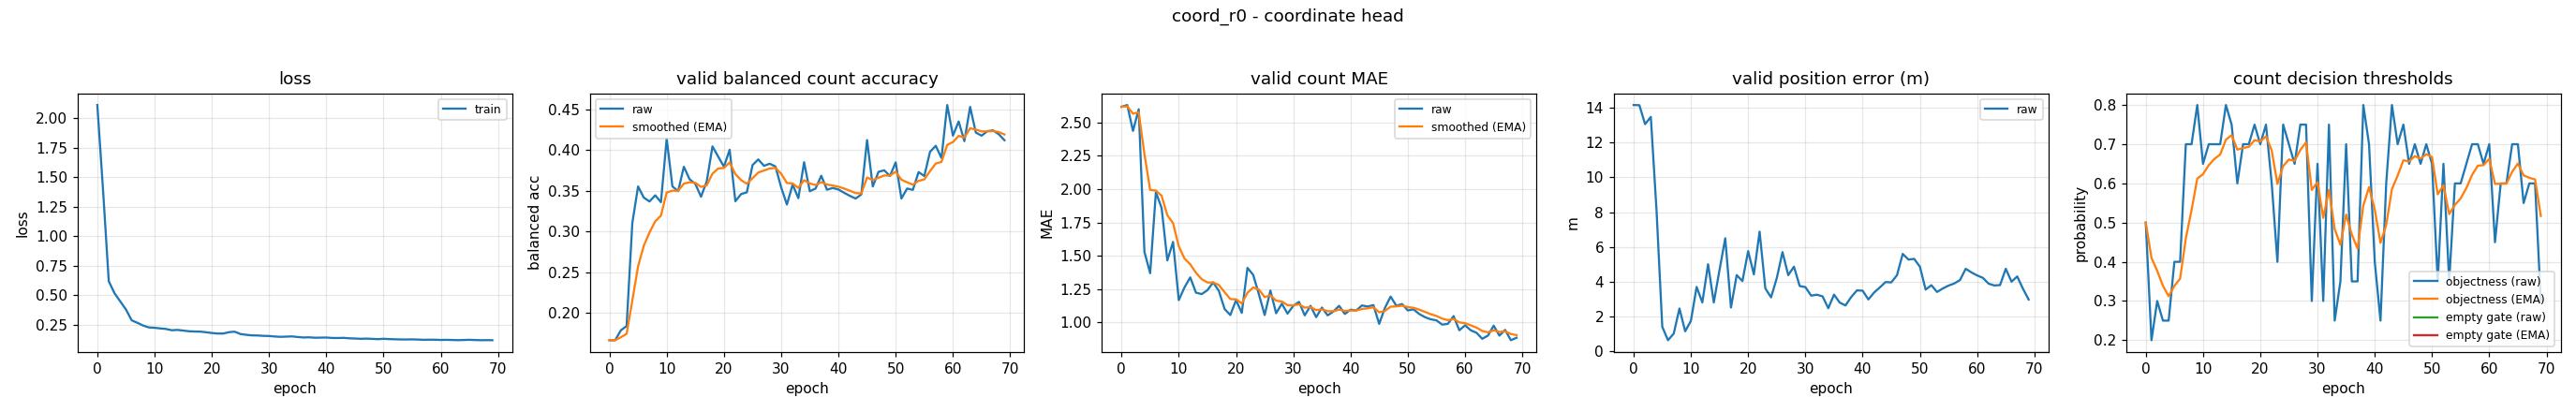 coord_r0 - coordinate head
loss
train
2.00
1.75
1.50
1.25
1.00
0.75
0.50
0.25
loss
0 10 20 30 40 50 60 70
epoch
valid balanced count accuracy
raw
smoothed (EMA)
0.45
0.40
0.35
0.30
0.25
0.20
balanced acc
0 10 20 30 40 50 60 70
epoch
valid count MAE
raw
smoothed (EMA)
2.50
2.25
2.00
1.75
1.50
1.25
1.00
MAE
0 10 20 30 40 50 60 70
epoch
valid position error (m)
raw
14
12
10
8
6
4
2
0
m
0 10 20 30 40 50 60 70
epoch
count decision thresholds
0.8
0.7
0.6
0.5
0.4
0.3
0.2
probability
objectness (raw)
objectness (EMA)
empty gate (raw)
empty gate (EMA)
0 10 20 30 40 50 60 70
epoch